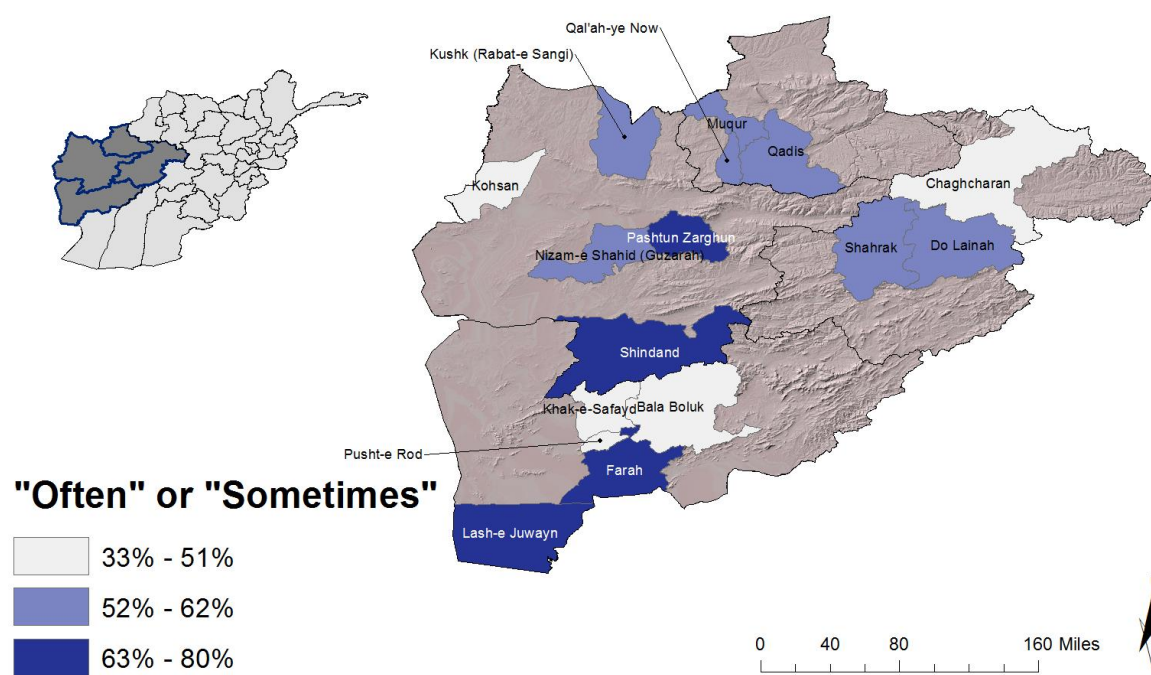 Qal'ah-ye Now
Kushk (Rabat-e Sangi)
Muqur
Qadis
Kohsan
Chaghcharan
Pashtun Zarghun
Nizam-e Shahid (Guzarah)
Shahrak
Do Lainah
Shindand
Khak-e-Safayd
Bala Boluk
Pusht-e Rod
Farah
Lash-e Juwayn
"Often" or "Sometimes"
33% - 51%
52% - 62%
63% - 80%
0 40 80 160 Miles